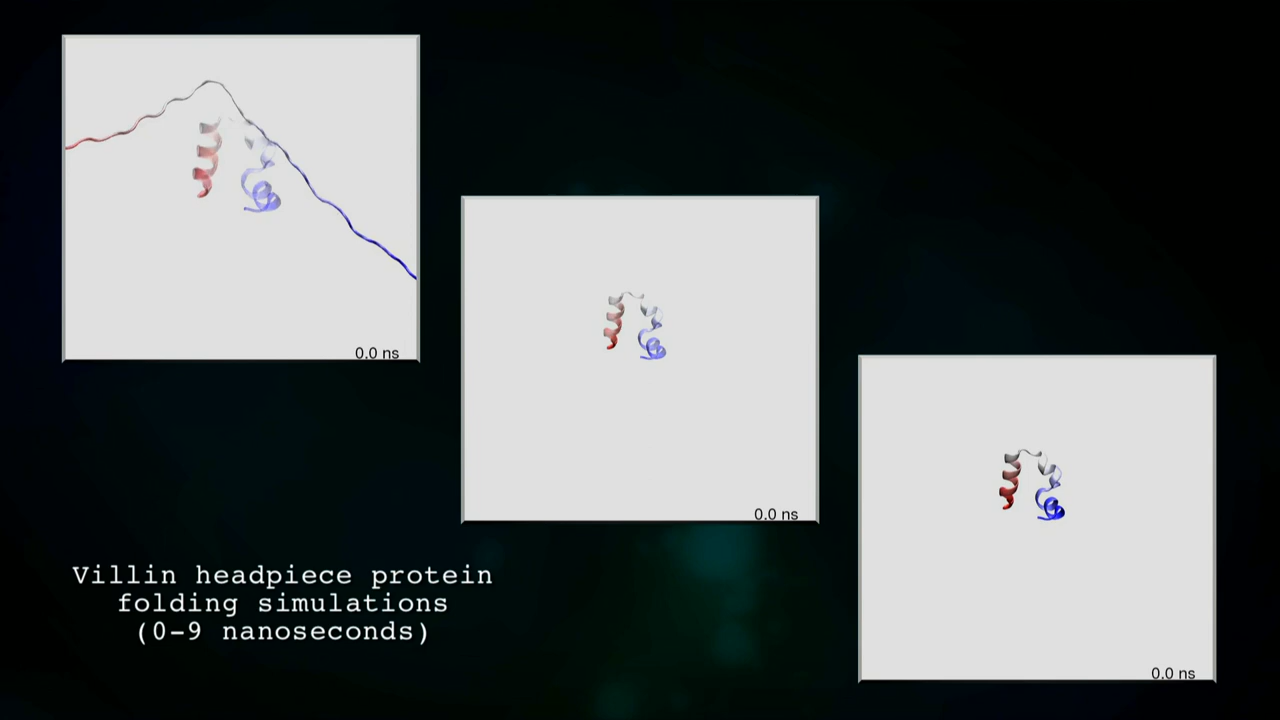 0.0 ns
0.0 ns
Villin headpiece protein
folding simulations
(0-9 nanoseconds)
0.0 ns